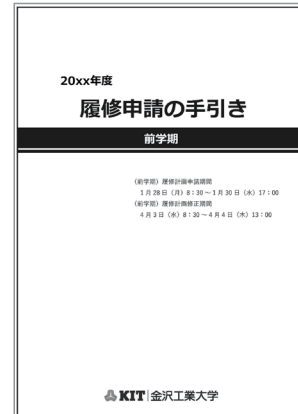 20xx年度
履修申請の手引き
前学期
(前学期) 履修計画申請期間
1月28日(月)8:30~1月30日(水)17:00
(前学期) 履修計画修正期間
4月3日(水)8:30~4月4日(木)13:00
KIT 金沢工業大学